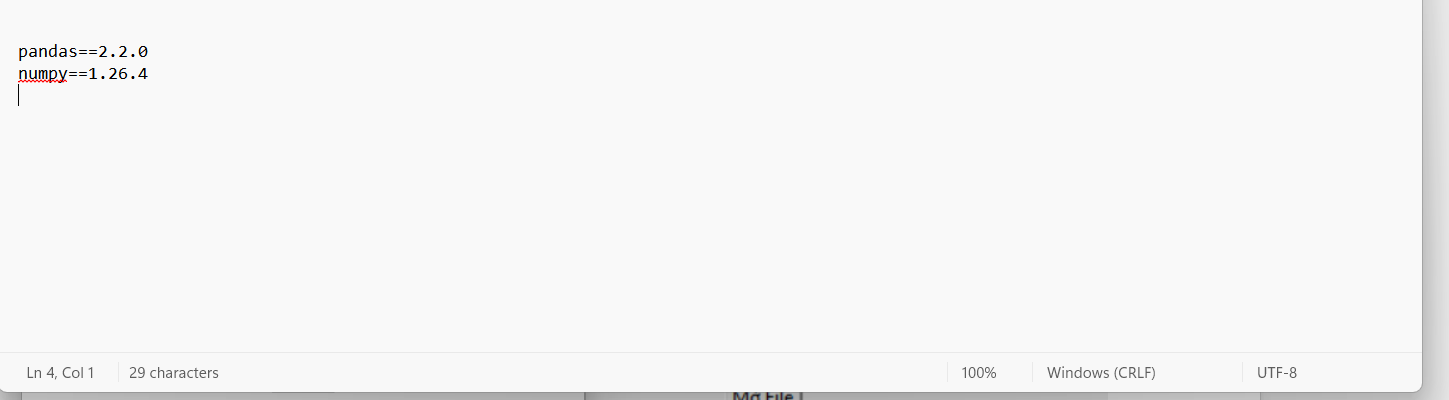 pandas==2.2.0
numpy==1.26.4
Ln 4, Col 1 29 characters 100% Windows (CRLF) UTF-8